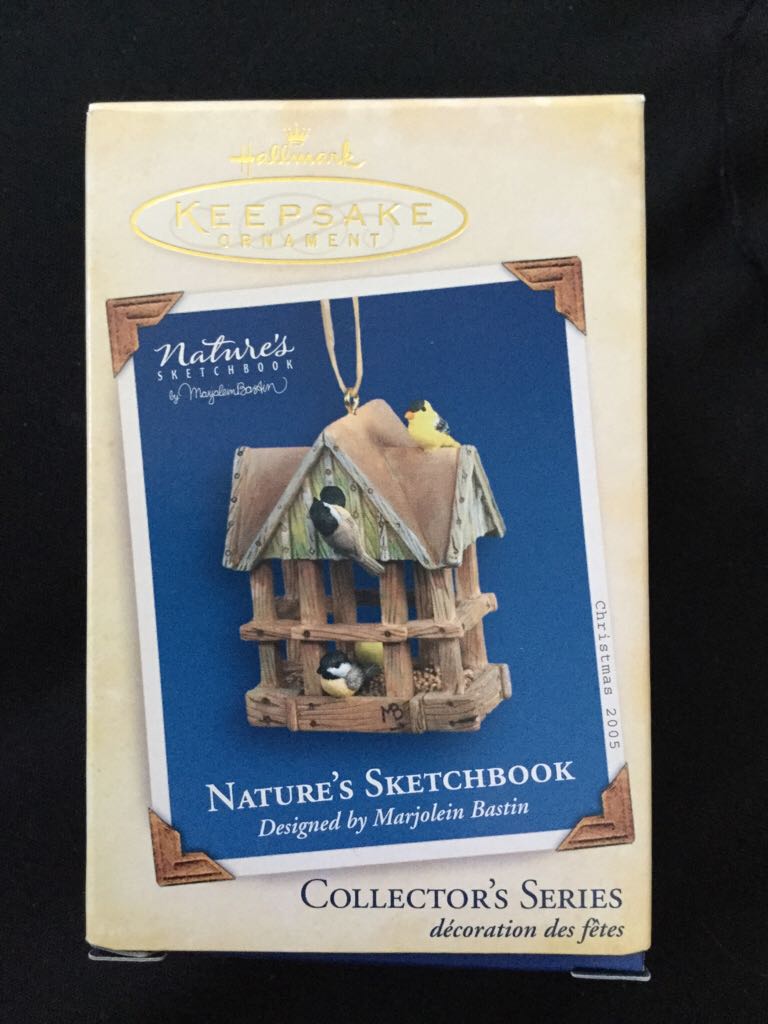 Hallmark
KEEPSAKE
ORNAMENT
Nature's
SKETCHBOOK
by Marjolein Bastin
MB
Christmas 2005
NATURE'S SKETCHBOOK
Designed by Marjolein Bastin
COLLECTOR'S SERIES
décoration des fêtes